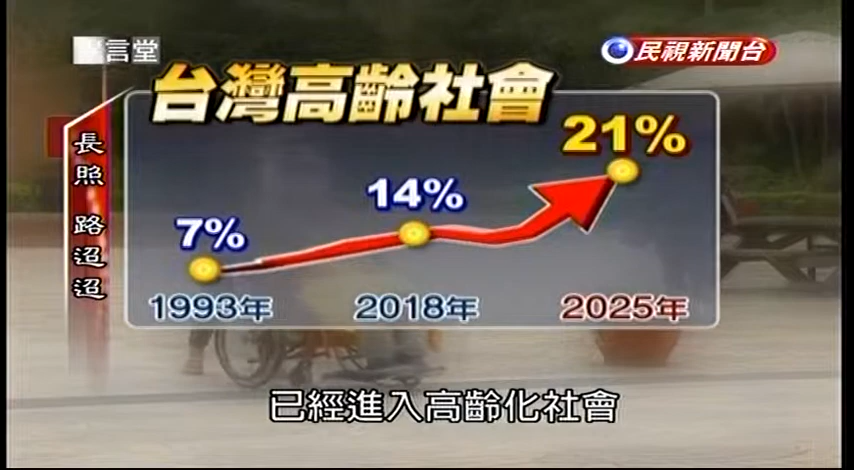 言堂
民視新聞台
台灣高齡社會
長照 路迢迢
7%
14%
21%
1993年
2018年
2025年
已經進入高齡化社會